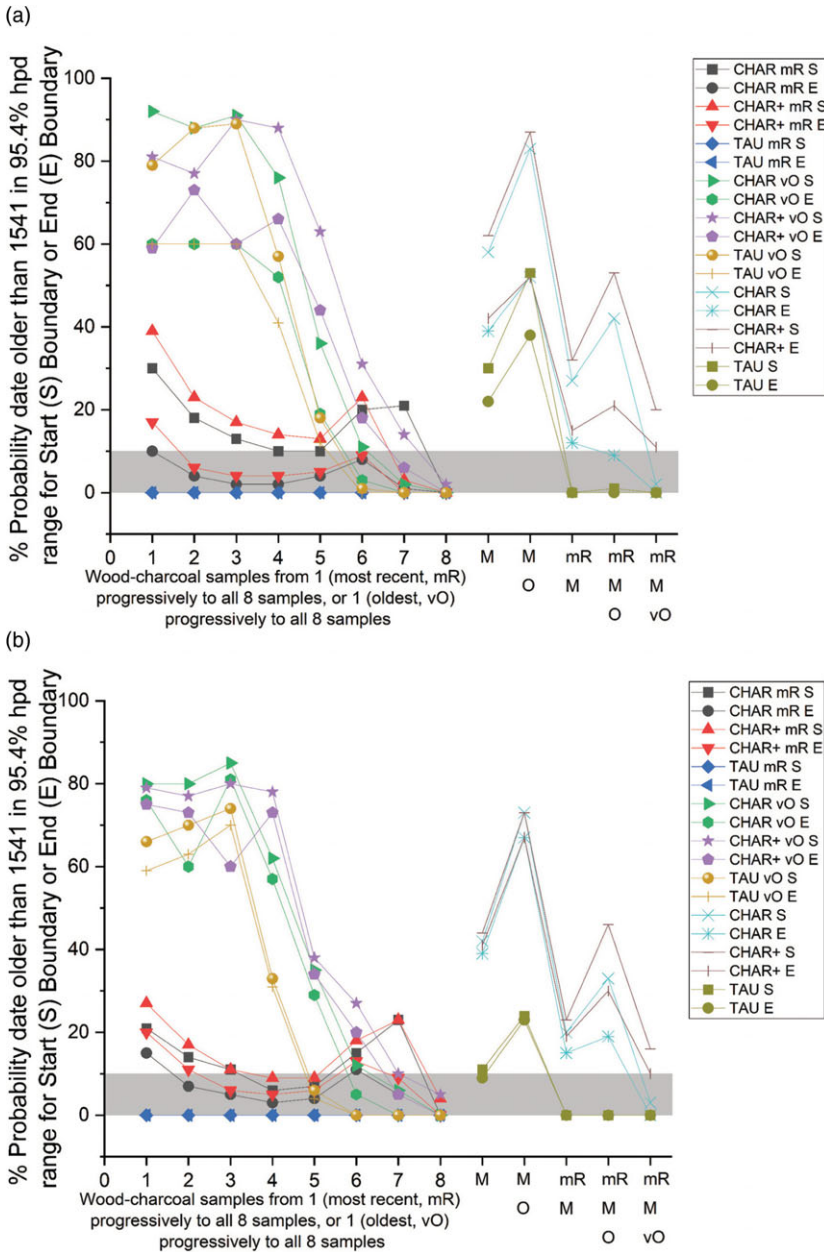 (a)
% Probability date older than 1541 in 95.4% hpd
range for Start (S) Boundary or End (E) Boundary
100
80
60
40
20
0
0 1 2 3 4 5 6 7 8
Wood-charcoal samples from 1 (most recent, mR)
progressively to all 8 samples, or 1 (oldest, vO)
progressively to all 8 samples
M M mR mR mR
O M M M
O vO
CHAR mR S
CHAR mR E
CHAR+ mR S
CHAR+ mR E
TAU mR S
TAU mR E
CHAR vO S
CHAR vO E
CHAR+ vO S
CHAR+ vO E
TAU vO S
TAU vO E
CHAR S
CHAR E
CHAR+ S
CHAR+ E
TAU S
TAU E
(b)
% Probability date older than 1541 in 95.4% hpd
range for Start (S) Boundary or End (E) Boundary
100
80
60
40
20
0
0 1 2 3 4 5 6 7 8
Wood-charcoal samples from 1 (most recent, mR)
progressively to all 8 samples, or 1 (oldest, vO)
progressively to all 8 samples
M M mR mR mR
O M M M
O vO
CHAR mR S
CHAR mR E
CHAR+ mR S
CHAR+ mR E
TAU mR S
TAU mR E
CHAR vO S
CHAR vO E
CHAR+ vO S
CHAR+ vO E
TAU vO S
TAU vO E
CHAR S
CHAR E
CHAR+ S
CHAR+ E
TAU S
TAU E